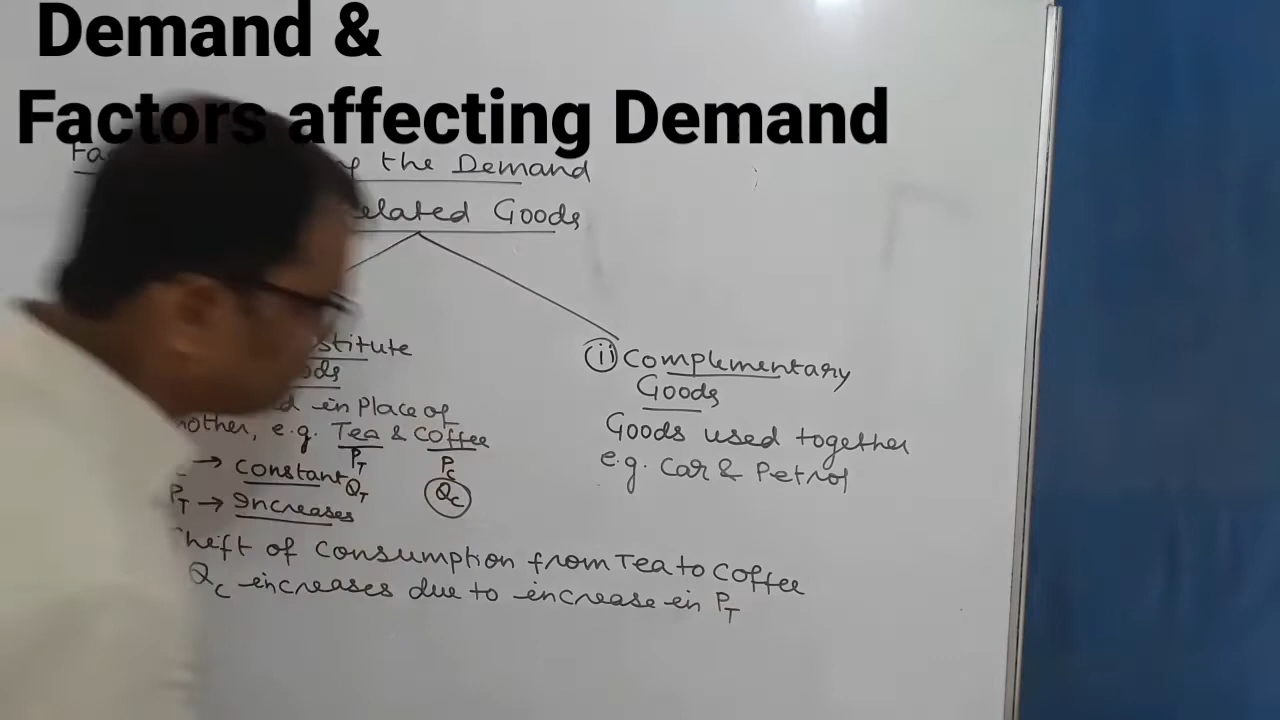 Demand &
Factors affecting Demand
the Demand
elated Goods
stitute
ods
in Place of
nother, e.g. Tea & Coffee
PT PC
→ constant QT QC
PT → Increases
heft of Consumption from Tea to Coffee
QC increases due to increase in PT
(ii) Complementary
Goods
Goods used together
e.g. Car & Petrol